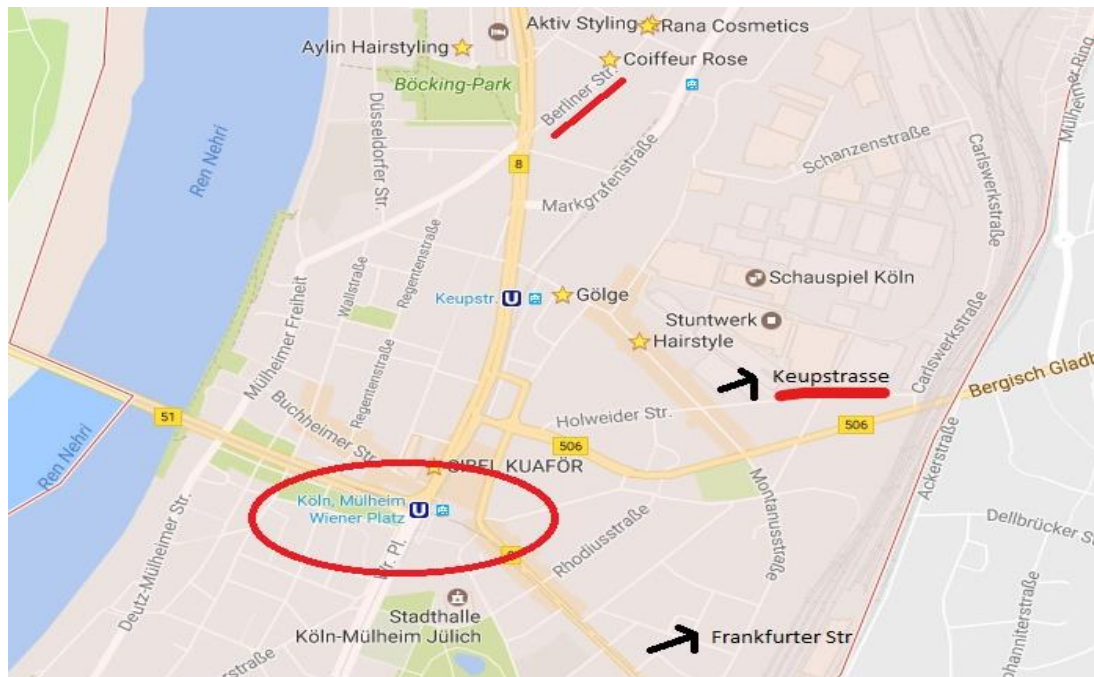 Aktiv Styling
Rana Cosmetics
Aylin Hairstyling
Coiffeur Rose
Böcking-Park
Berliner Str.
Mülheimer Ring
Düsseldorfer Str.
Ren Nehri
8
Schanzenstraße
Carlswerkstraße
Markgrafenstraße
Regentenstraße
Wallstraße
Schauspiel Köln
Keupstr.
U
Gölge
Mülheimer Freiheit
Stuntwerk
Hairstyle
Carlswerkstraße
Regentenstraße
Keupstrasse
Bergisch Gladb
51
Buchheimer Str.
Holweider Str.
506
506
Ren Nehri
KUAFÖR
Ackerstraße
Köln, Mülheim
Wiener Platz
U
Montanusstraße
Deutz-Mülheimer Str.
Rhodiusstraße
Dellbrücker S
Pl.
Stadthalle
Köln-Mülheim Jülich
Frankfurter Str
ohanniterstraße